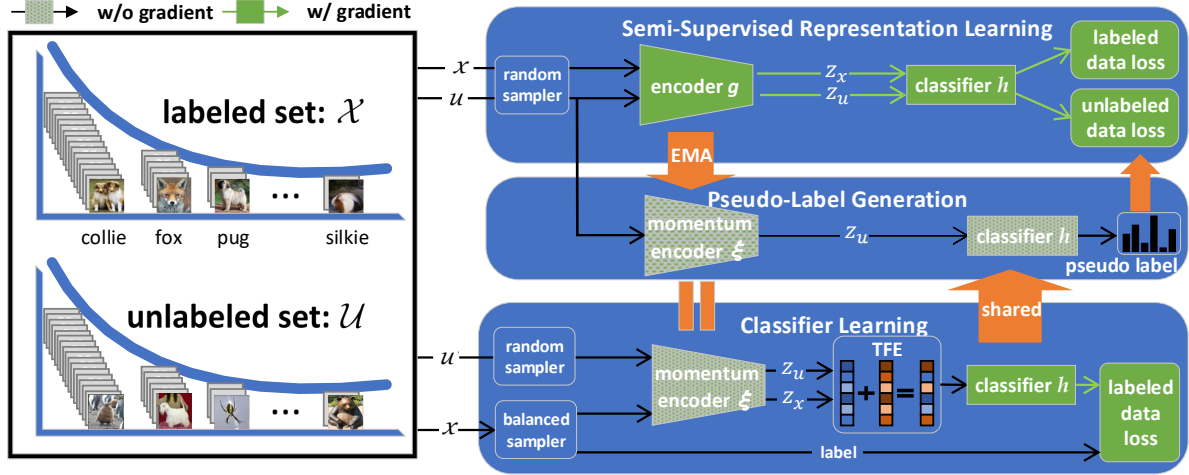 w/o gradient
w/ gradient
labeled set: 𝒳
collie fox pug silkie
unlabeled set: 𝒰
x
u
u
x
Semi-Supervised Representation Learning
random
sampler
encoder g
z_x
z_u
classifier h
labeled
data loss
unlabeled
data loss
EMA
Pseudo-Label Generation
momentum
encoder ξ
z_u
classifier h
pseudo label
shared
Classifier Learning
random
sampler
balanced
sampler
momentum
encoder ξ
z_u
z_x
TFE
+ =
classifier h
labeled
data
loss
label